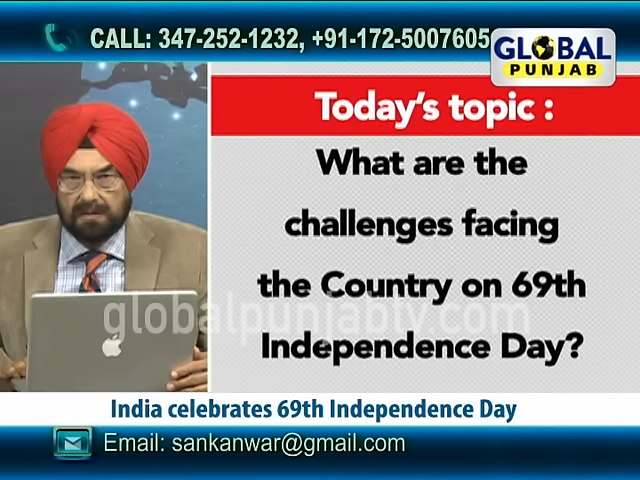 CALL: 347-252-1232, +91-172-5007605
GLOBAL
PUNJAB
Today's topic :
What are the
challenges facing
the Country on 69th
Independence Day?
globalpunjabtv.com
India celebrates 69th Independence Day
Email: sankanwar@gmail.com